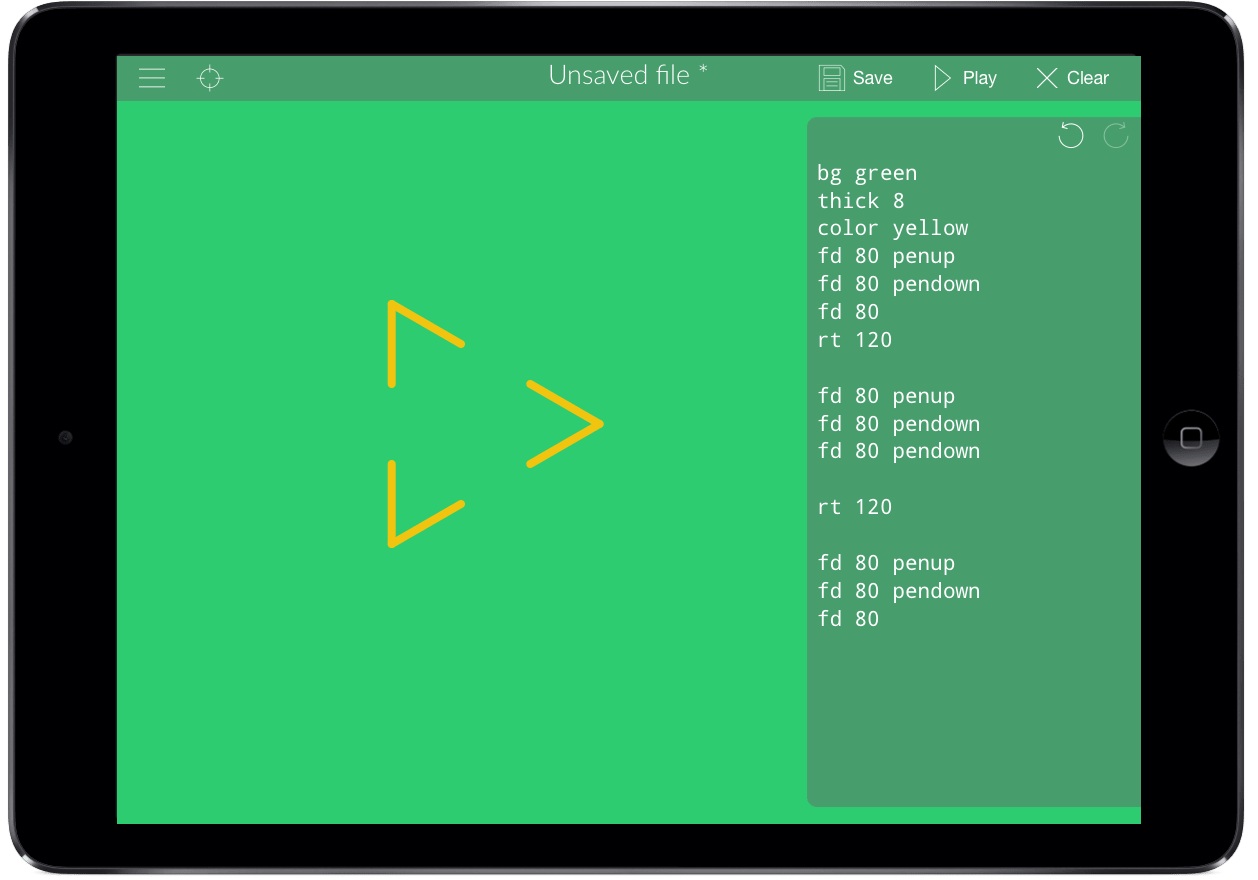 Unsaved file *
Save
Play
Clear
bg green
thick 8
color yellow
fd 80 penup
fd 80 pendown
fd 80
rt 120
fd 80 penup
fd 80 pendown
fd 80 pendown
rt 120
fd 80 penup
fd 80 pendown
fd 80